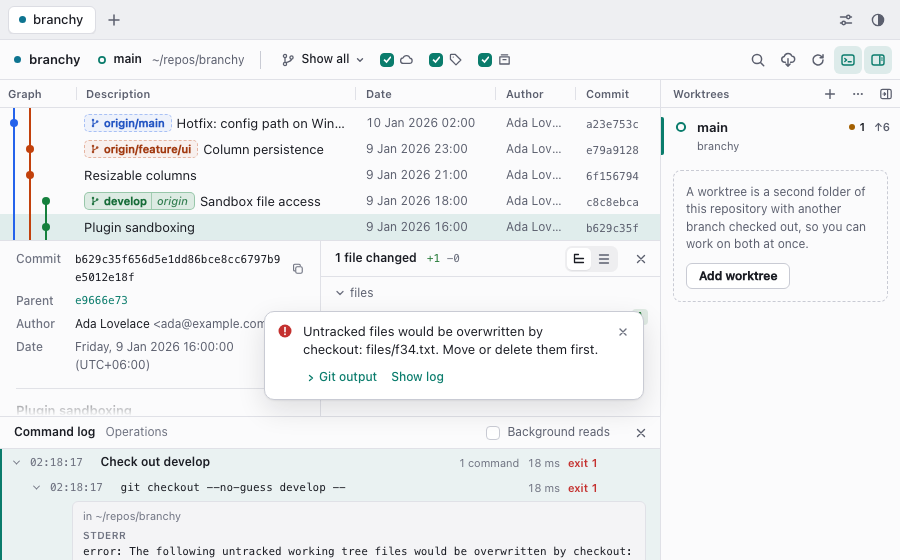 branchy
branchy
main
~/repos/branchy
Show all
Graph
Description
Date
Author
Commit
origin/main
Hotfix: config path on Win...
10 Jan 2026 02:00
Ada Lov...
a23e753c
origin/feature/ui
Column persistence
9 Jan 2026 23:00
Ada Lov...
e79a9128
Resizable columns
9 Jan 2026 21:00
Ada Lov...
6f156794
develop
origin
Sandbox file access
9 Jan 2026 18:00
Ada Lov...
c8c8ebca
Plugin sandboxing
9 Jan 2026 16:00
Ada Lov...
b629c35f
Worktrees
main
1
↑6
branchy
A worktree is a second folder of
this repository with another
branch checked out, so you can
work on both at once.
Add worktree
Commit
b629c35f656d5e1dd86bce8cc6797b9
e5012e18f
Parent
e9666e73
Author
Ada Lovelace <ada@example.com
Date
Friday, 9 Jan 2026 16:00:00
(UTC+06:00)
Plugin sandboxing
1 file changed
+1
−0
files
Untracked files would be overwritten by
checkout: files/f34.txt. Move or delete them first.
Git output
Show log
Command log
Operations
Background reads
02:18:17
Check out develop
1 command
18 ms
exit 1
02:18:17
git checkout --no-guess develop --
18 ms
exit 1
in ~/repos/branchy
STDERR
error: The following untracked working tree files would be overwritten by checkout: